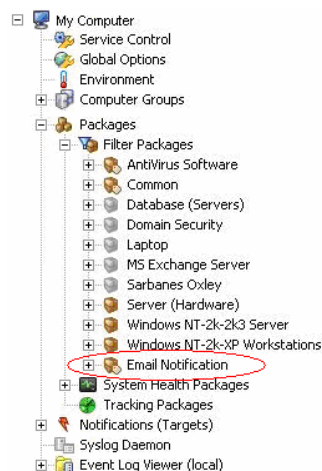 My Computer
Service Control
Global Options
Environment
Computer Groups
Packages
Filter Packages
AntiVirus Software
Common
Database (Servers)
Domain Security
Laptop
MS Exchange Server
Sarbanes Oxley
Server (Hardware)
Windows NT-2k-2k3 Server
Windows NT-2k-XP Workstations
Email Notification
System Health Packages
Tracking Packages
Notifications (Targets)
Syslog Daemon
Event Log Viewer (local)